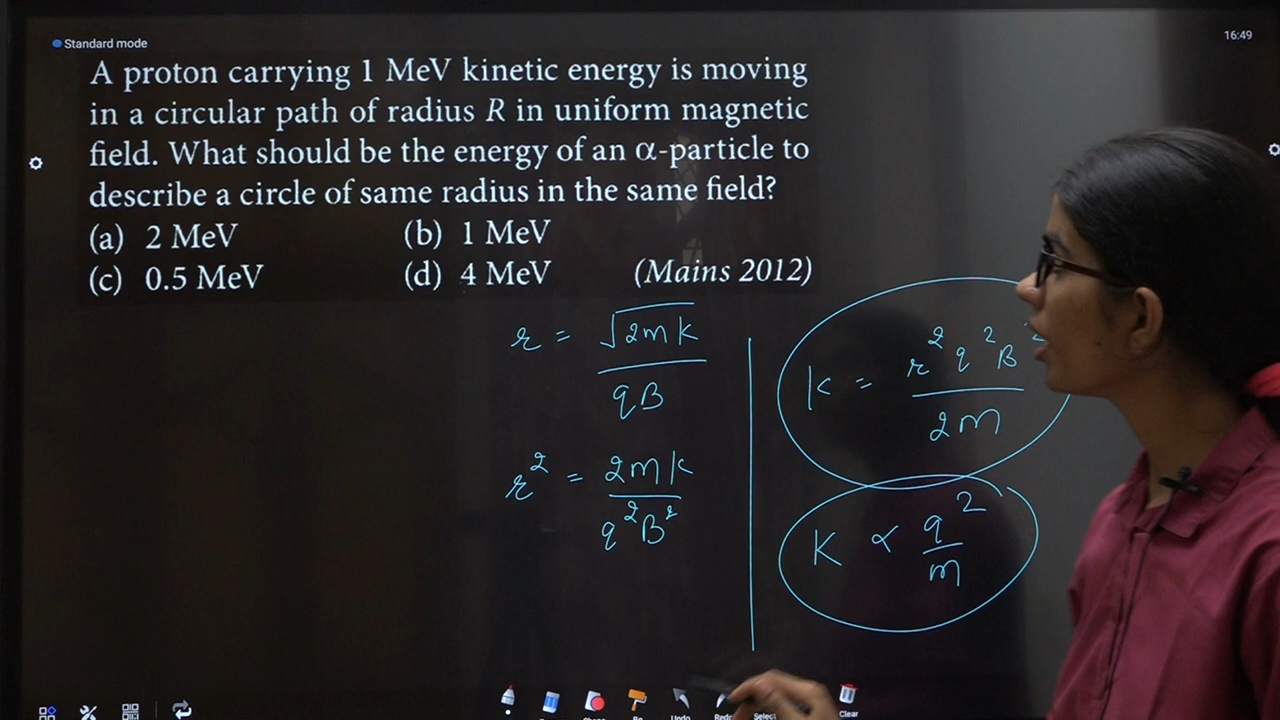 Standard mode
16:49
A proton carrying 1 MeV kinetic energy is moving
in a circular path of radius R in uniform magnetic
field. What should be the energy of an α-particle to
describe a circle of same radius in the same field?
(a) 2 MeV (b) 1 MeV
(c) 0.5 MeV (d) 4 MeV (Mains 2012)
r = √2mk / qB
r² = 2mk / q²B²
K = r²q²B² / 2m
K ∝ q² / m
Undo Redo Select Clear